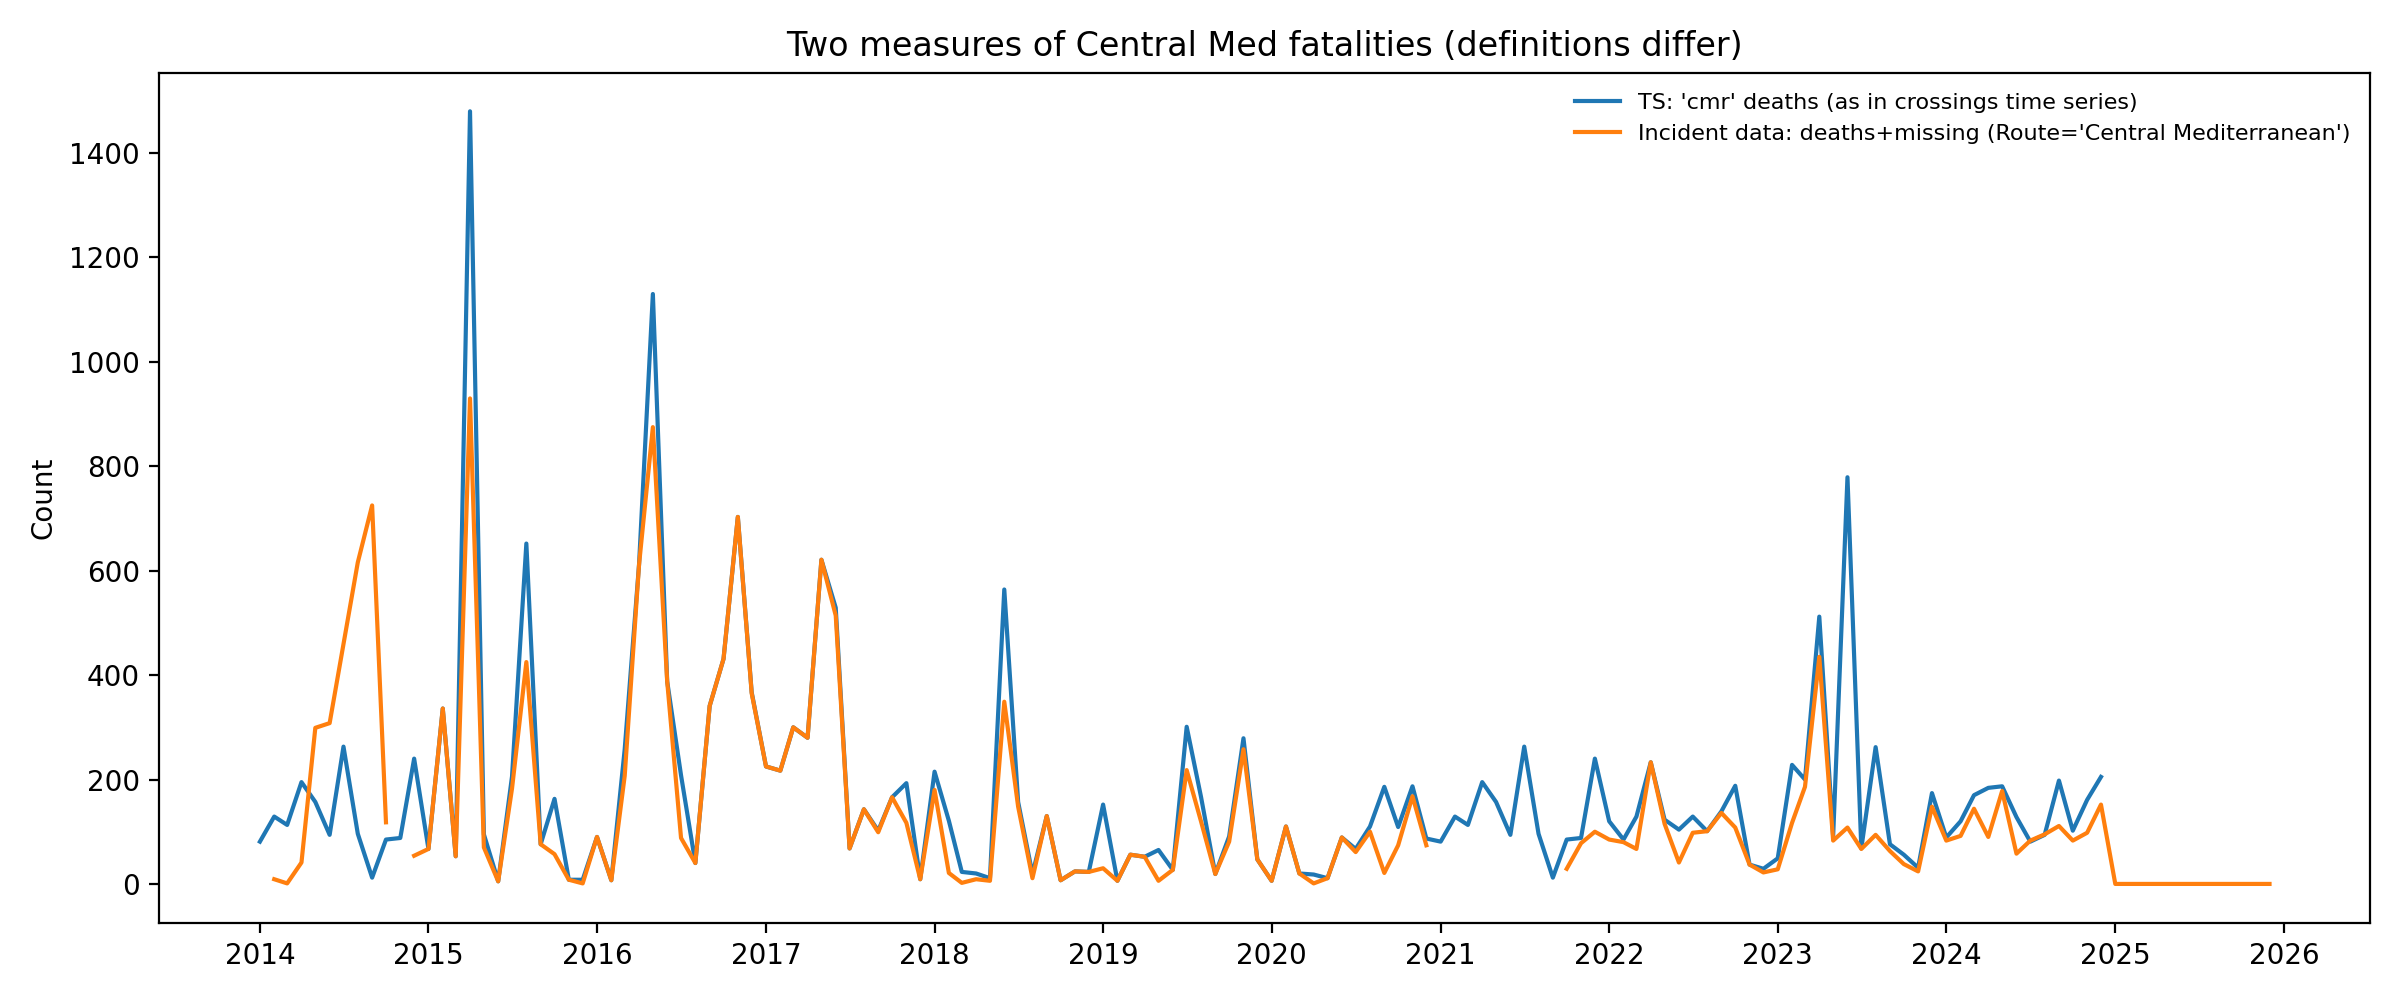 Two measures of Central Med fatalities (definitions differ)
TS: 'cmr' deaths (as in crossings time series)
Incident data: deaths+missing (Route='Central Mediterranean')
Count
1400
1200
1000
800
600
400
200
0
2014 2015 2016 2017 2018 2019 2020 2021 2022 2023 2024 2025 2026